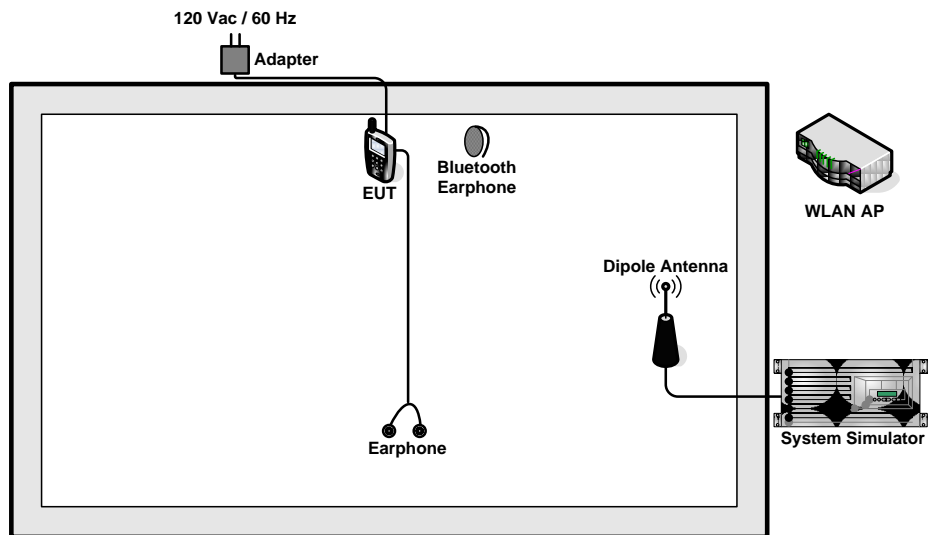 120 Vac / 60 Hz
Adapter
EUT
Bluetooth
Earphone
WLAN AP
Dipole Antenna
System Simulator
Earphone